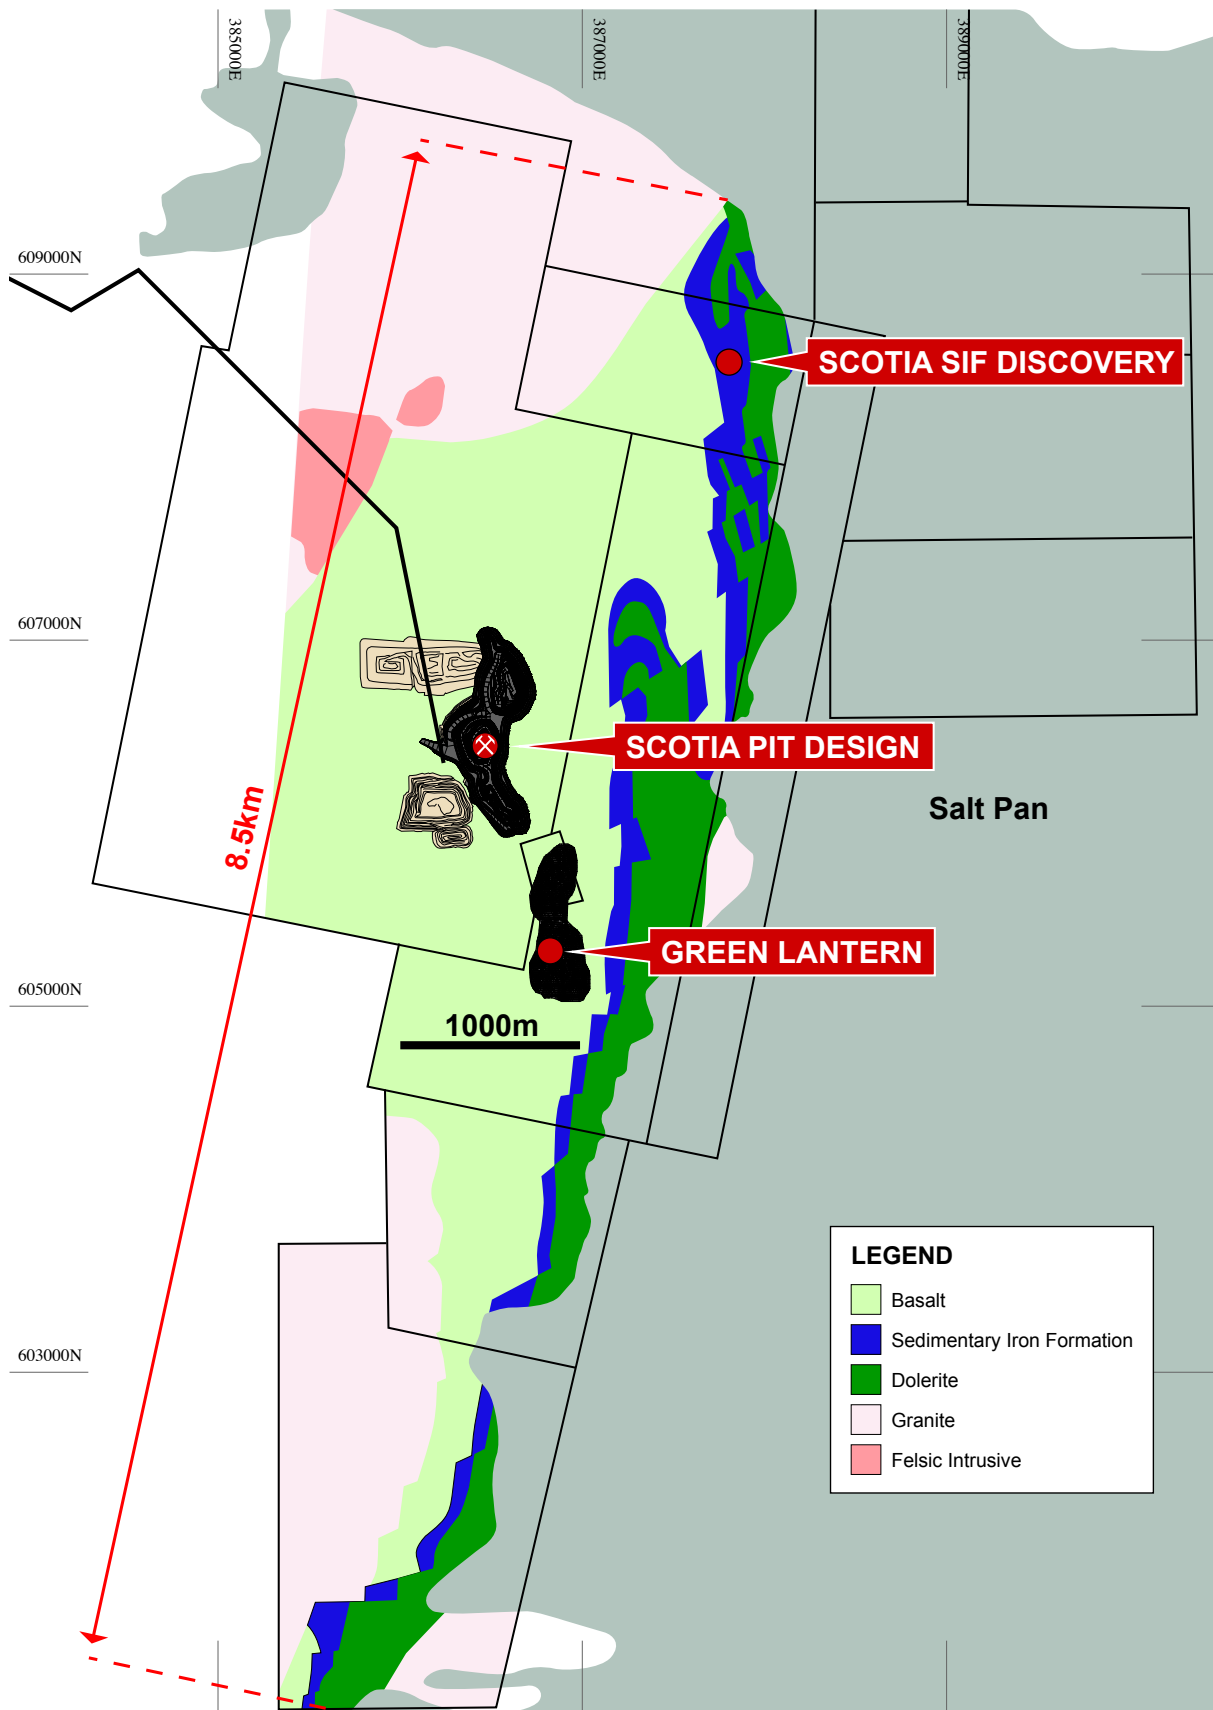 385000E
387000E
389000E
609000N
SCOTIA SIF DISCOVERY
607000N
SCOTIA PIT DESIGN
Salt Pan
8.5km
GREEN LANTERN
605000N
1000m
LEGEND
Basalt
Sedimentary Iron Formation
603000N
Dolerite
Granite
Felsic Intrusive